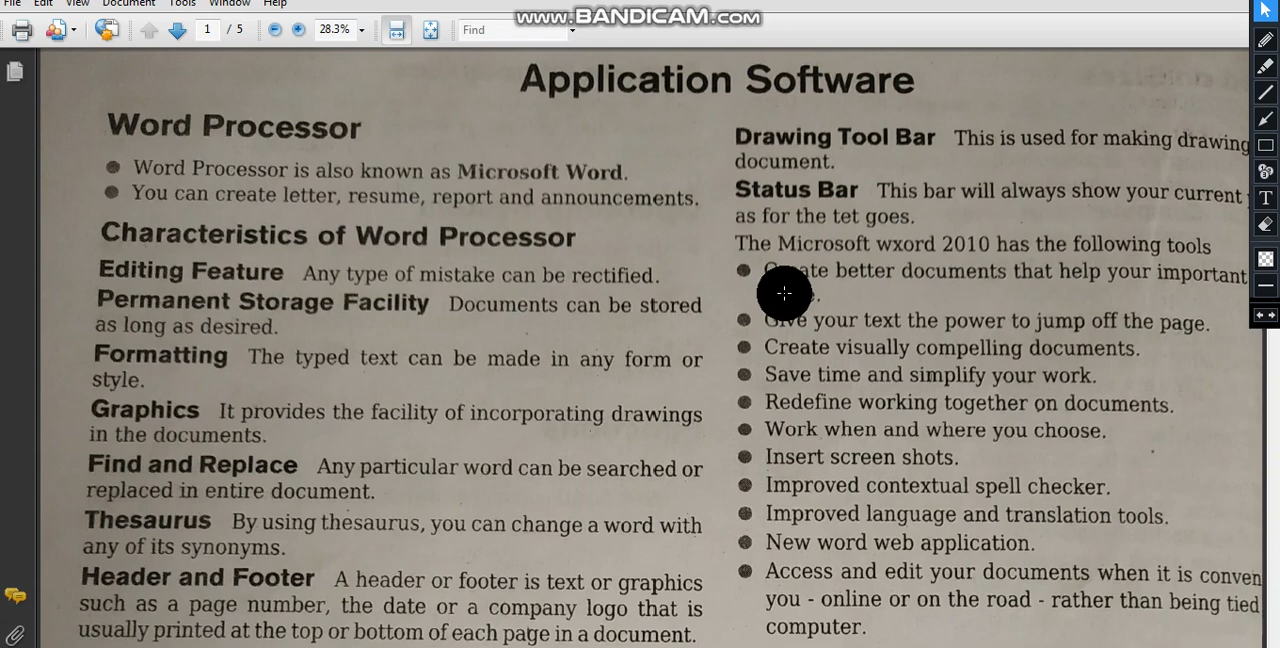 File Edit View Document Tools Window Help
www.BANDICAM.com
1 / 5 28.3% Find
Application Software
Word Processor
Word Processor is also known as Microsoft Word.
You can create letter, resume, report and announcements.
Characteristics of Word Processor
Editing Feature Any type of mistake can be rectified.
Permanent Storage Facility Documents can be stored
as long as desired.
Formatting The typed text can be made in any form or
style.
Graphics It provides the facility of incorporating drawings
in the documents.
Find and Replace Any particular word can be searched or
replaced in entire document.
Thesaurus By using thesaurus, you can change a word with
any of its synonyms.
Header and Footer A header or footer is text or graphics
such as a page number, the date or a company logo that is
usually printed at the top or bottom of each page in a document.
Drawing Tool Bar This is used for making drawing
document.
Status Bar This bar will always show your current
as for the tet goes.
The Microsoft wxord 2010 has the following tools
Create better documents that help your important
Give your text the power to jump off the page.
Create visually compelling documents.
Save time and simplify your work.
Redefine working together on documents.
Work when and where you choose.
Insert screen shots.
Improved contextual spell checker.
Improved language and translation tools.
New word web application.
Access and edit your documents when it is conven
you - online or on the road - rather than being tied
computer.